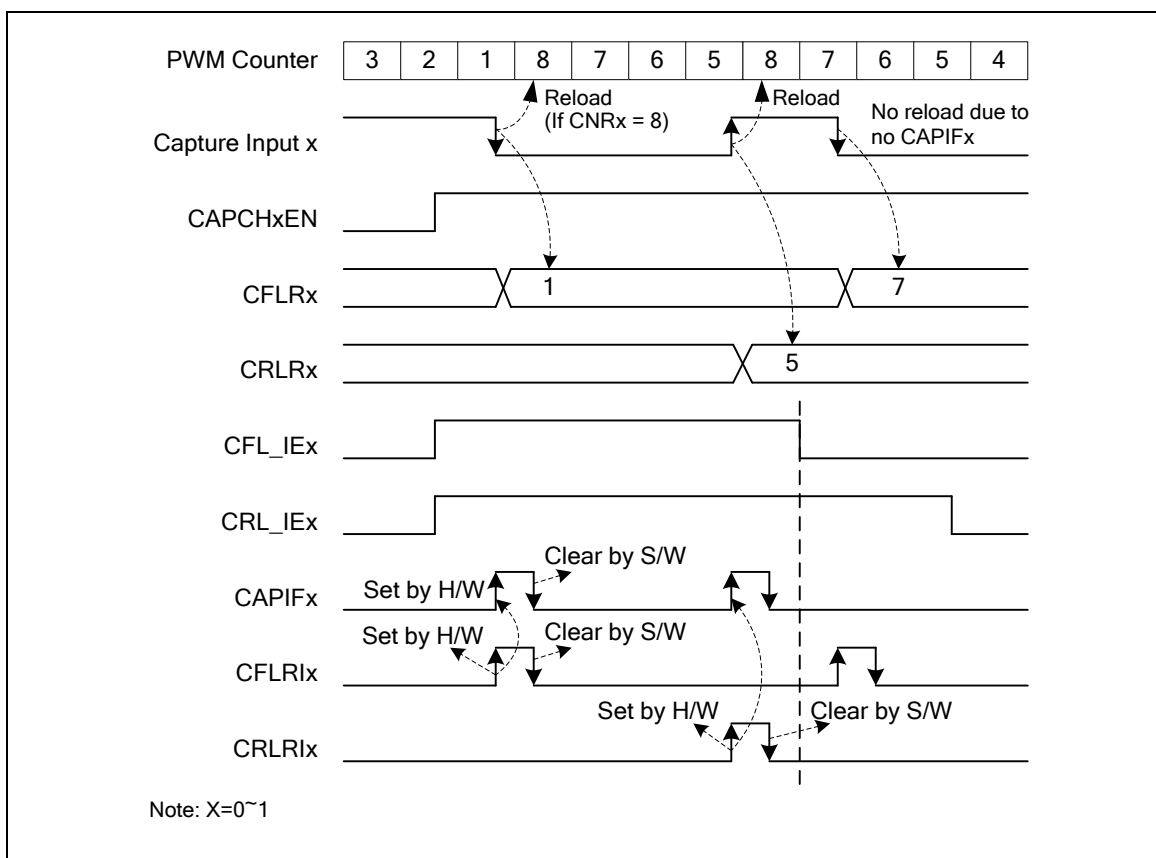 PWM Counter 3 2 1 8 7 6 5 8 7 6 5 4
Reload
(If CNRx = 8)
Reload
No reload due to
no CAPIFx
Capture Input x
CAPCHxEN
CFLRx 1 7
CRLRx 5
CFL_IEx
CRL_IEx
Clear by S/W
CAPIFx Set by H/W
Set by H/W Clear by S/W
CFLRIx
Set by H/W Clear by S/W
CRLRIx
Note: X=0~1